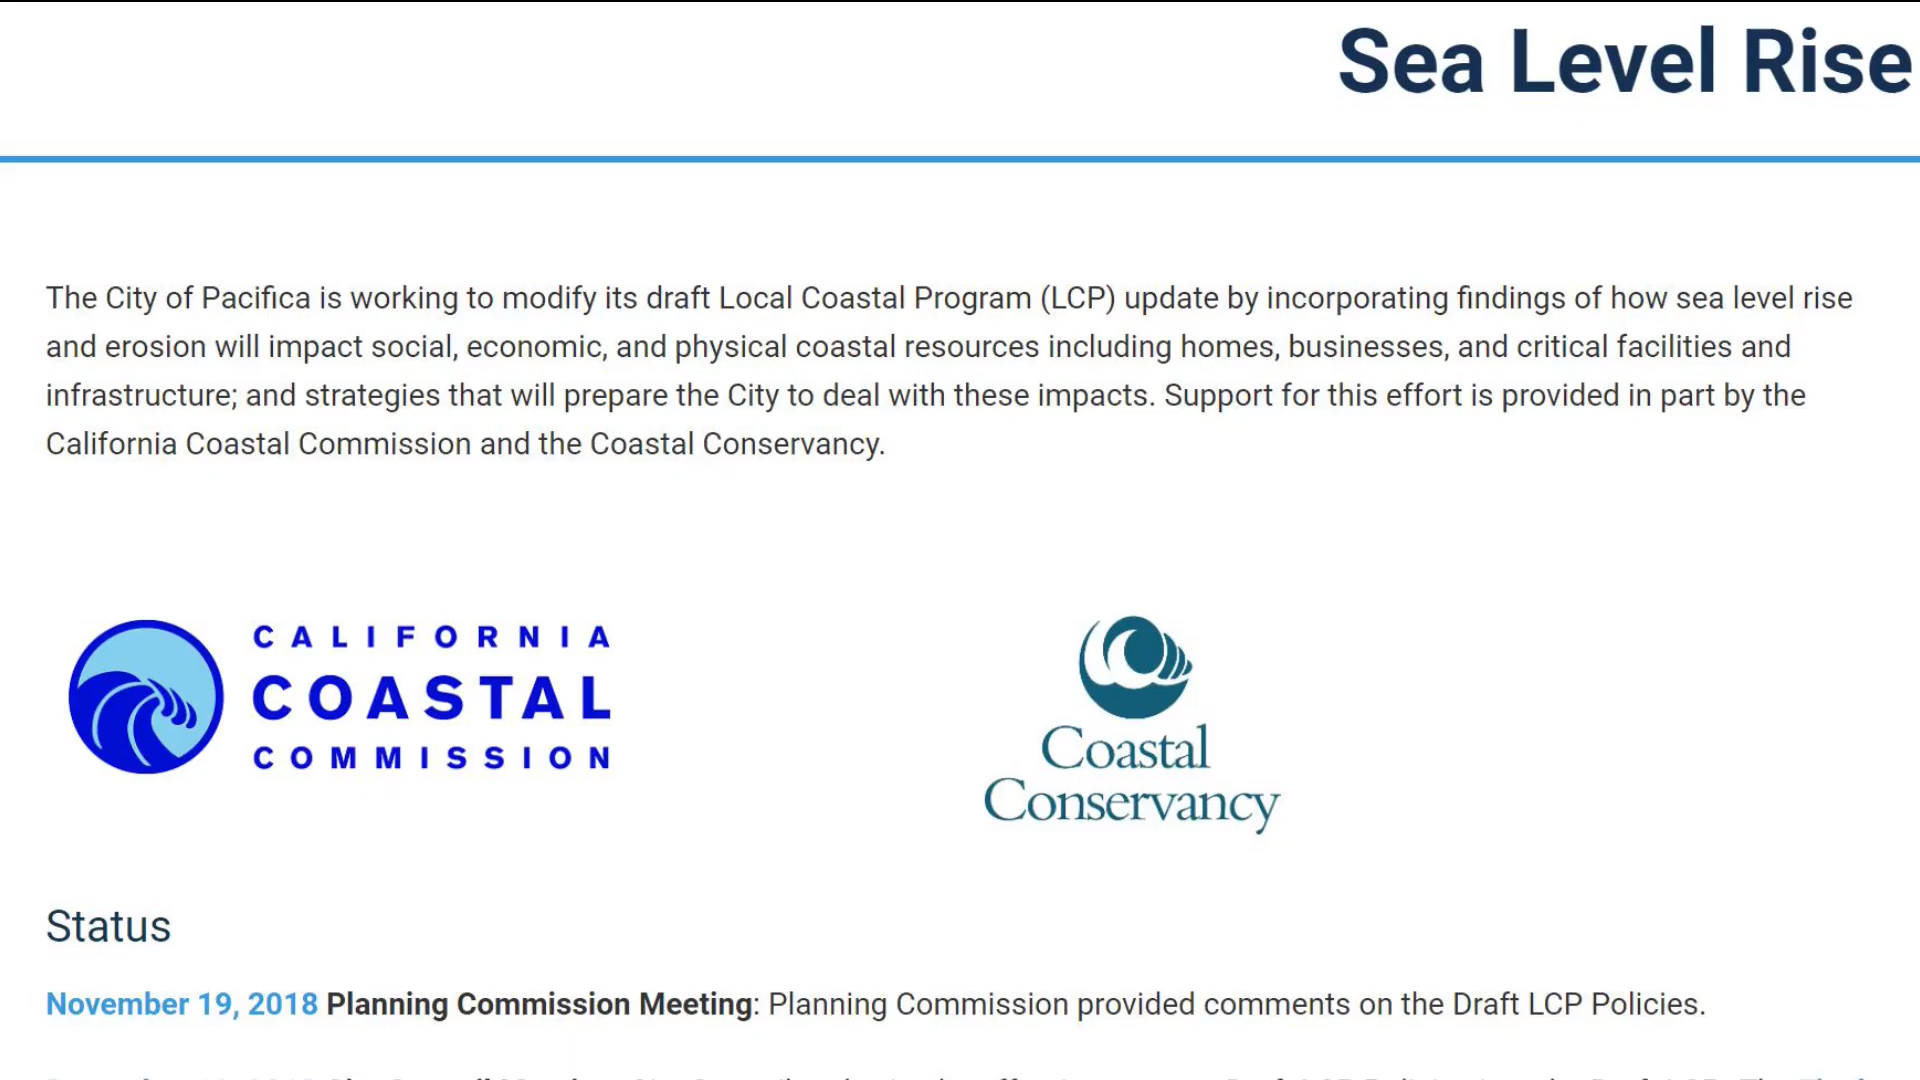 Sea Level Rise
The City of Pacifica is working to modify its draft Local Coastal Program (LCP) update by incorporating findings of how sea level rise
and erosion will impact social, economic, and physical coastal resources including homes, businesses, and critical facilities and
infrastructure; and strategies that will prepare the City to deal with these impacts. Support for this effort is provided in part by the
California Coastal Commission and the Coastal Conservancy.
CALIFORNIA
COASTAL
COMMISSION
Coastal
Conservancy
Status
November 19, 2018 Planning Commission Meeting: Planning Commission provided comments on the Draft LCP Policies.